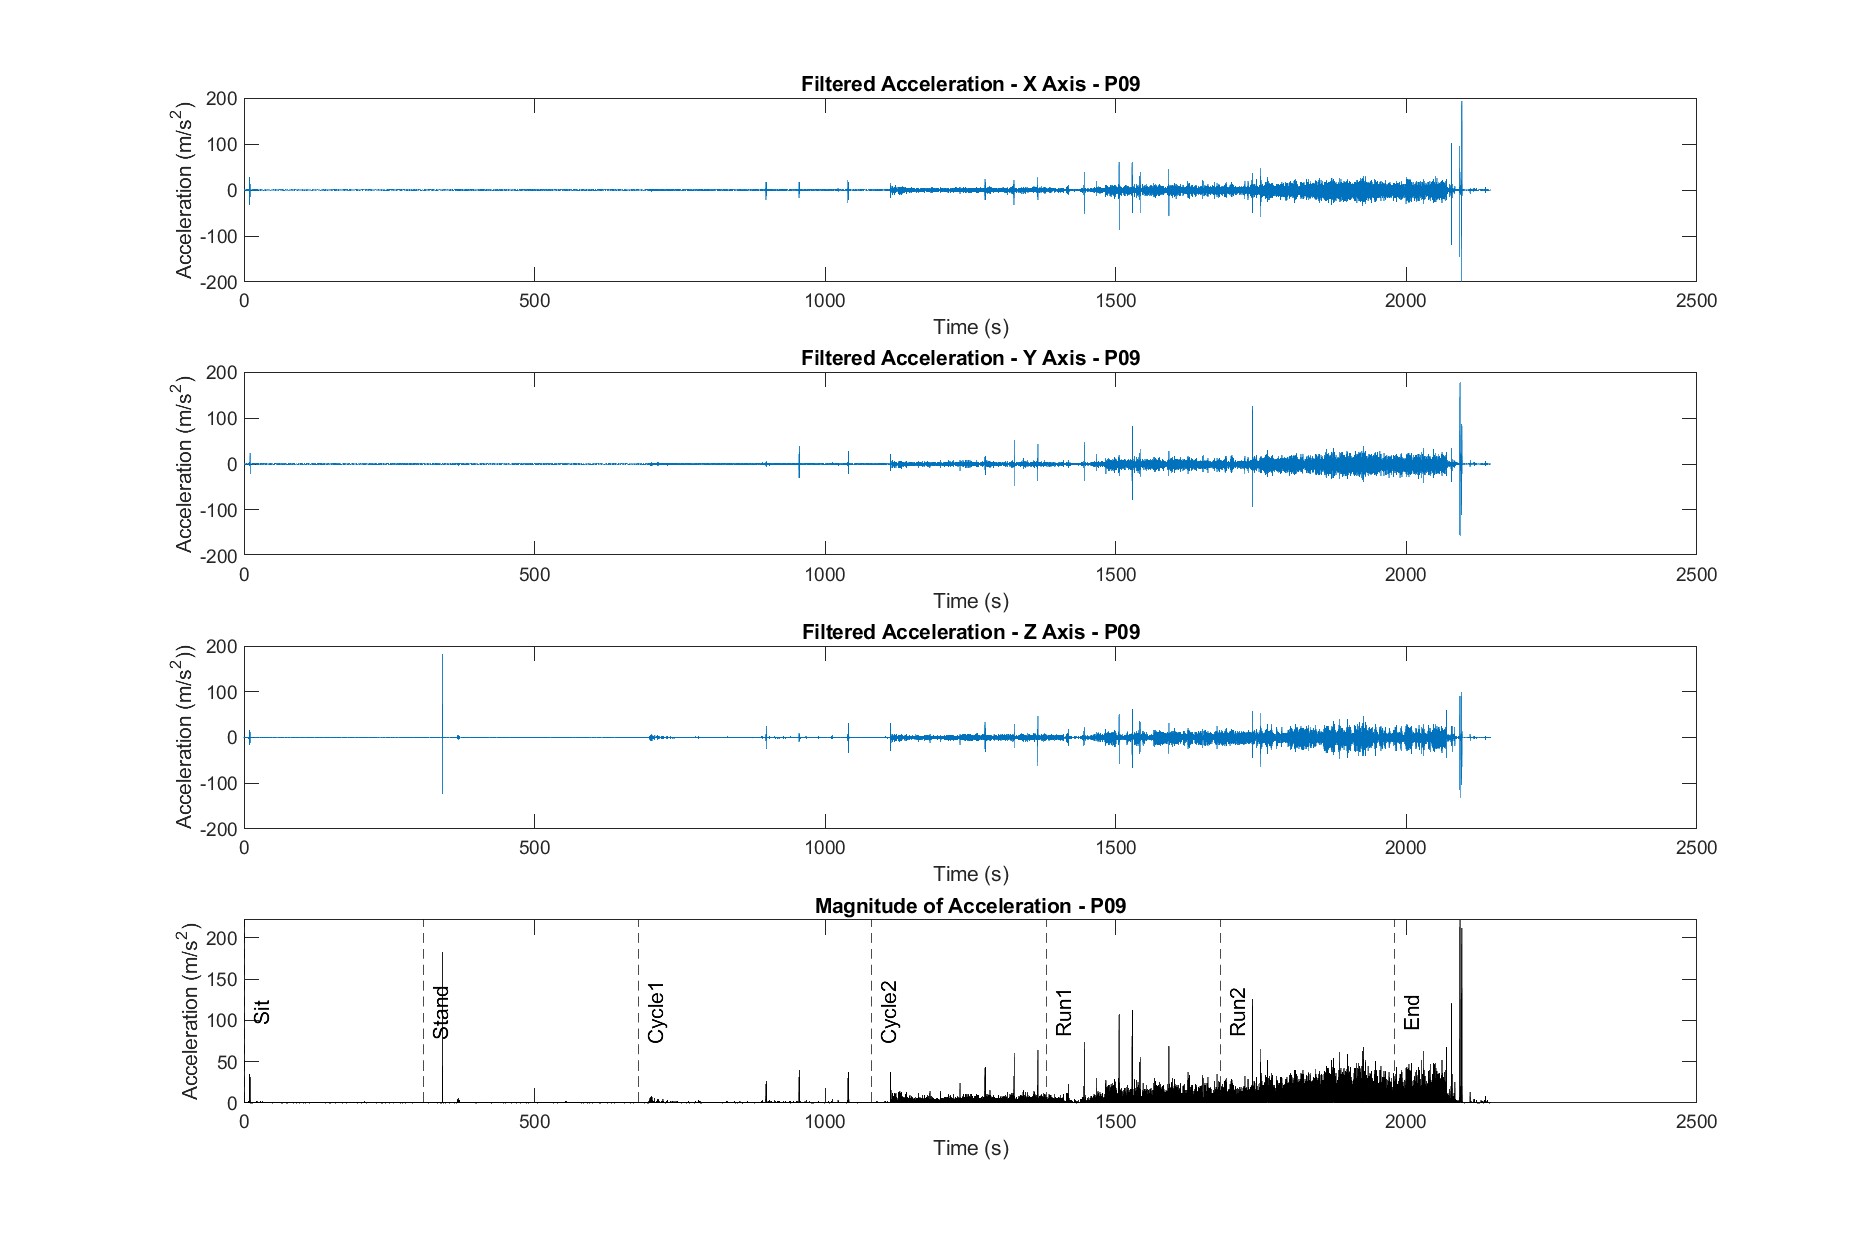 Filtered Acceleration - X Axis - P09
Acceleration (m/s²)
200
100
0
-100
-200
0 500 1000 1500 2000 2500
Time (s)
Filtered Acceleration - Y Axis - P09
Acceleration (m/s²)
200
100
0
-100
-200
0 500 1000 1500 2000 2500
Time (s)
Filtered Acceleration - Z Axis - P09
Acceleration (m/s²))
200
100
0
-100
-200
0 500 1000 1500 2000 2500
Time (s)
Magnitude of Acceleration - P09
Acceleration (m/s²)
200
150
100
50
0
Sit
Stand
Cycle1
Cycle2
Run1
Run2
End
0 500 1000 1500 2000 2500
Time (s)